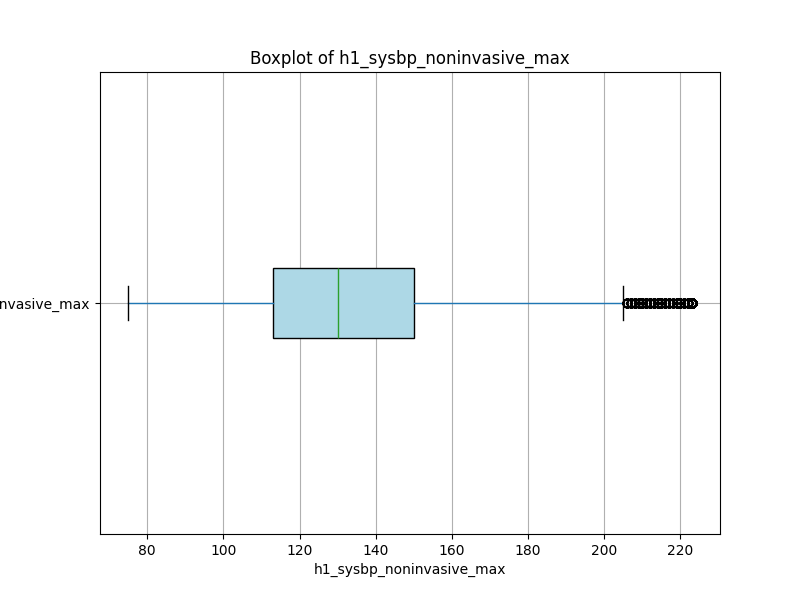 Boxplot of h1_sysbp_noninvasive_max
nvasive_max
80 100 120 140 160 180 200 220
h1_sysbp_noninvasive_max